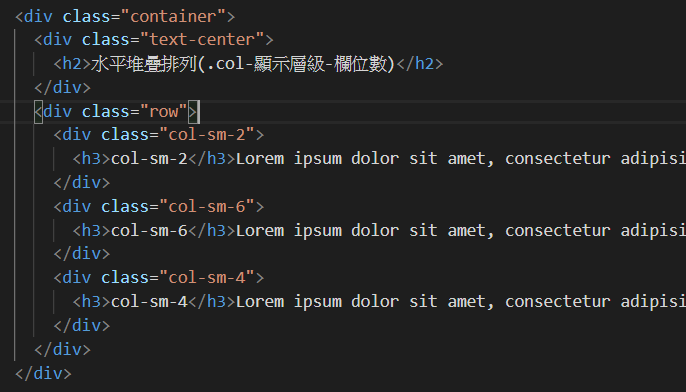 <div class="container">
<div class="text-center">
<h2>水平堆疊排列(.col-顯示層級-欄位數)</h2>
</div>
<div class="row">
<div class="col-sm-2">
<h3>col-sm-2</h3>Lorem ipsum dolor sit amet, consectetur adipisi
</div>
<div class="col-sm-6">
<h3>col-sm-6</h3>Lorem ipsum dolor sit amet, consectetur adipisi
</div>
<div class="col-sm-4">
<h3>col-sm-4</h3>Lorem ipsum dolor sit amet, consectetur adipisi
</div>
</div>
</div>